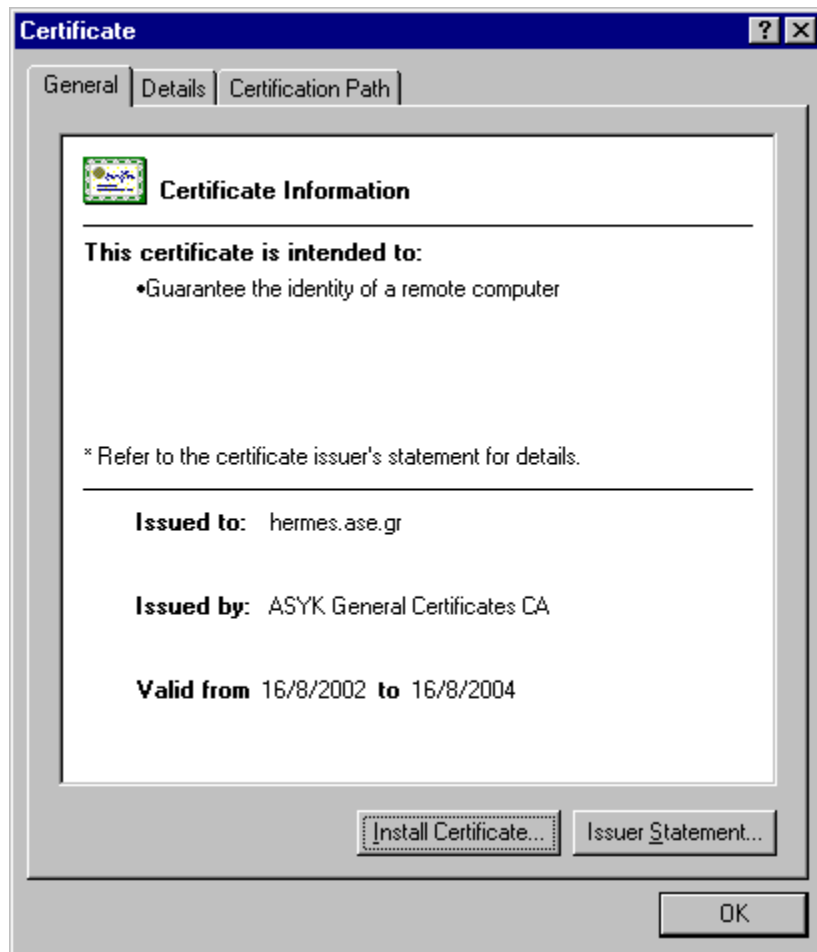 Certificate
General Details Certification Path
Certificate Information
This certificate is intended to:
•Guarantee the identity of a remote computer
* Refer to the certificate issuer's statement for details.
Issued to: hermes.ase.gr
Issued by: ASYK General Certificates CA
Valid from 16/8/2002 to 16/8/2004
Install Certificate... Issuer Statement...
OK